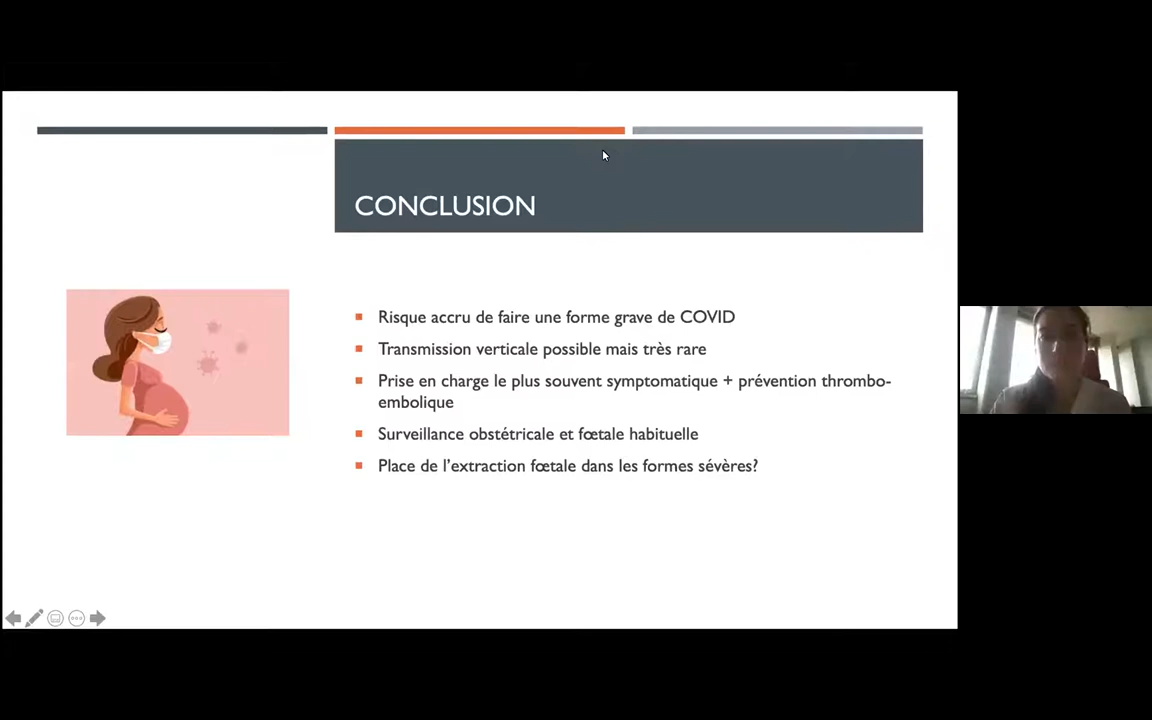 CONCLUSION
Risque accru de faire une forme grave de COVID
Transmission verticale possible mais très rare
Prise en charge le plus souvent symptomatique + prévention thrombo-
embolique
Surveillance obstétricale et fœtale habituelle
Place de l'extraction fœtale dans les formes sévères?